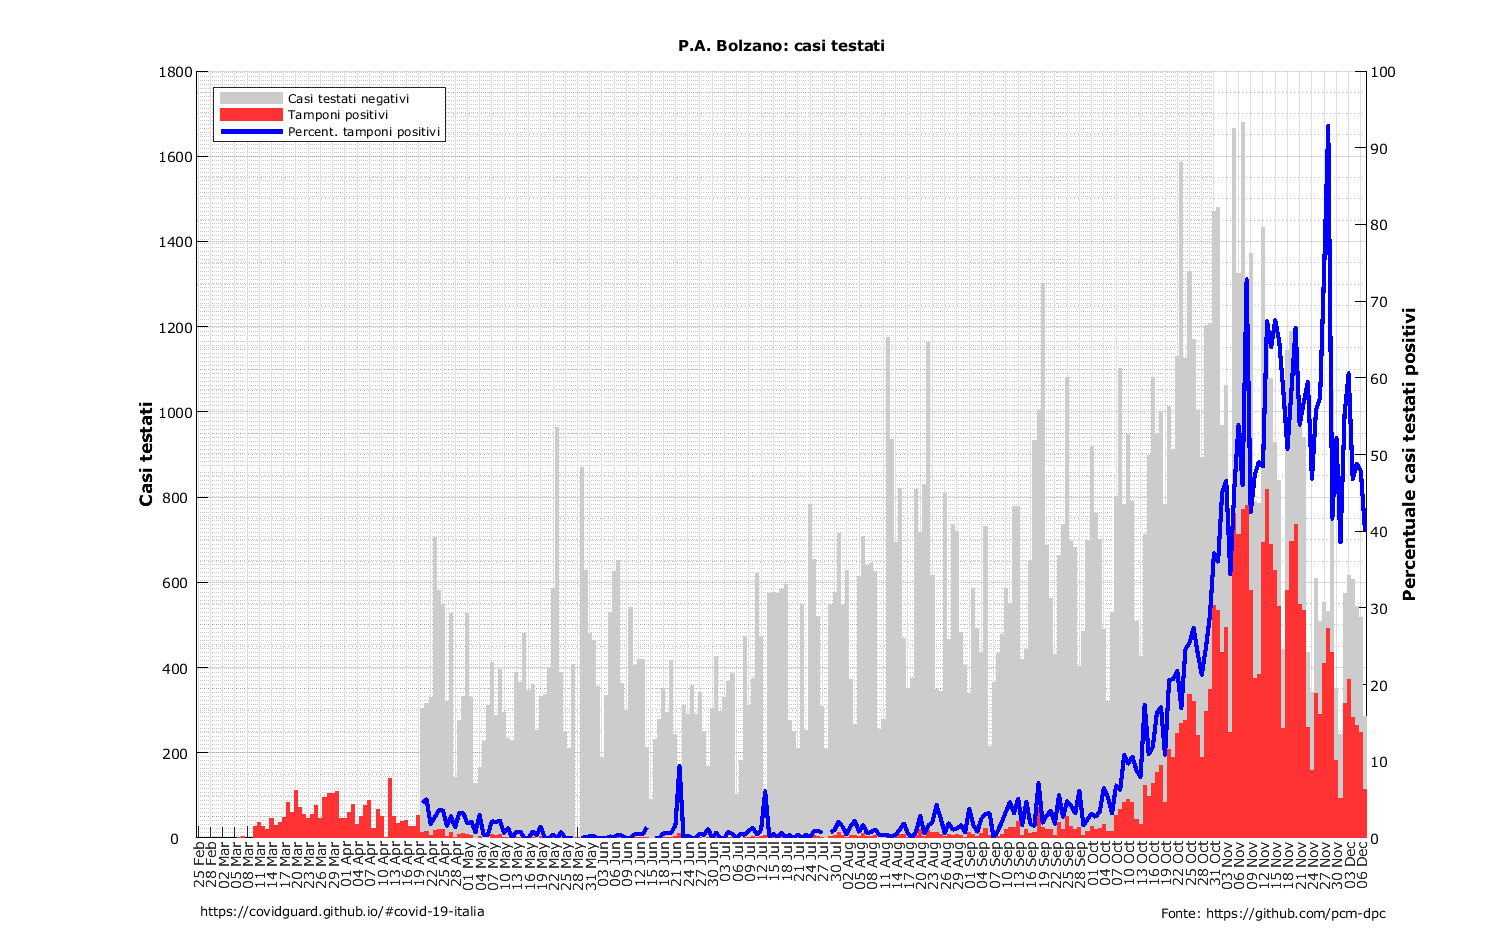 P.A. Bolzano: casi testati
1800
1600
1400
1200
1000
800
600
400
200
0
100
90
80
70
60
50
40
30
20
10
0
Casi testati negativi
Tamponi positivi
Percent. tamponi positivi
Casi testati
Percentuale casi testati positivi
25 Feb
28 Feb
02 Mar
05 Mar
08 Mar
11 Mar
14 Mar
17 Mar
20 Mar
23 Mar
26 Mar
29 Mar
01 Apr
04 Apr
07 Apr
10 Apr
13 Apr
16 Apr
19 Apr
22 Apr
25 Apr
28 Apr
01 May
04 May
07 May
10 May
13 May
16 May
19 May
22 May
25 May
28 May
31 May
03 Jun
06 Jun
09 Jun
12 Jun
15 Jun
18 Jun
21 Jun
24 Jun
27 Jun
30 Jun
03 Jul
06 Jul
09 Jul
12 Jul
15 Jul
18 Jul
21 Jul
24 Jul
27 Jul
30 Jul
02 Aug
05 Aug
08 Aug
11 Aug
14 Aug
17 Aug
20 Aug
23 Aug
26 Aug
29 Aug
01 Sep
04 Sep
07 Sep
10 Sep
13 Sep
16 Sep
19 Sep
22 Sep
25 Sep
28 Sep
01 Oct
04 Oct
07 Oct
10 Oct
13 Oct
16 Oct
19 Oct
22 Oct
25 Oct
28 Oct
31 Oct
03 Nov
06 Nov
09 Nov
12 Nov
15 Nov
18 Nov
21 Nov
24 Nov
27 Nov
30 Nov
03 Dec
06 Dec
https://covidguard.github.io/#covid-19-italia
Fonte: https://github.com/pcm-dpc